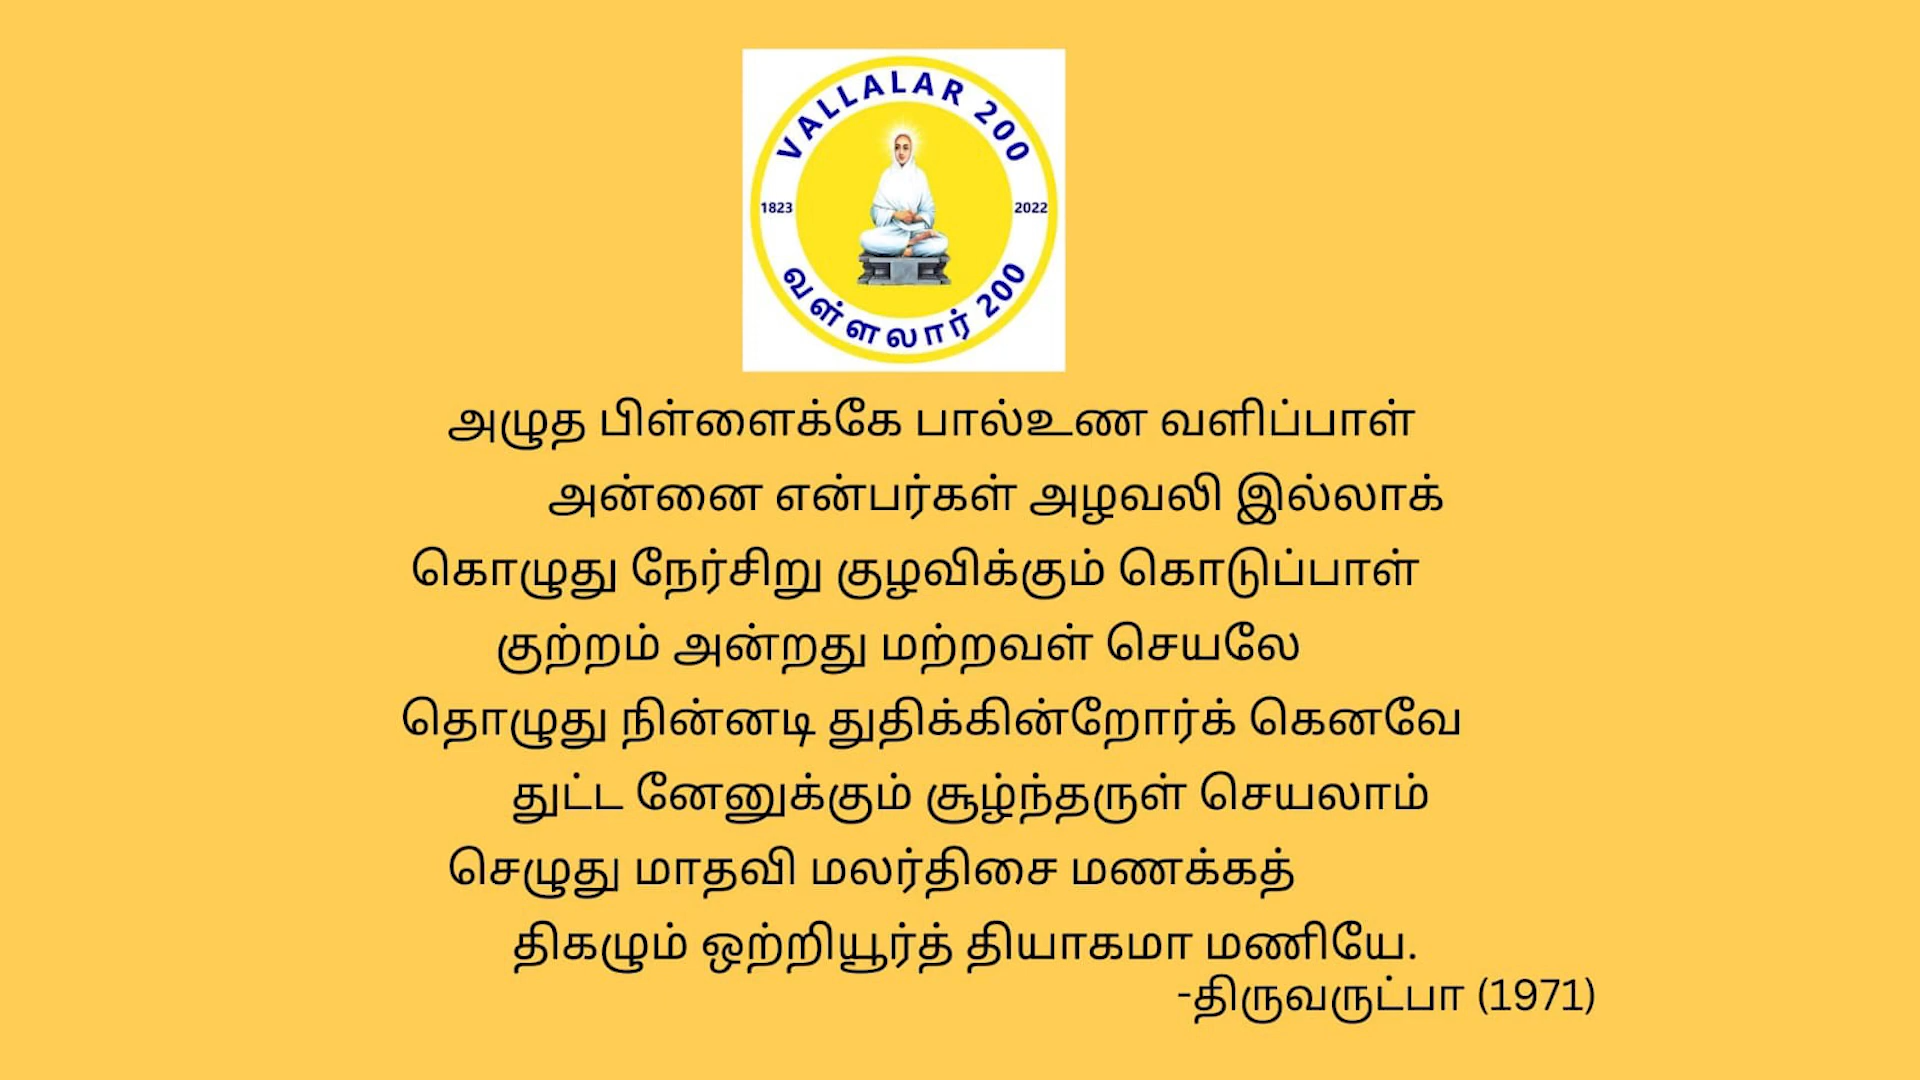 VALLALAR 200
1823
2022
வள்ளலார் 200
அழுத பிள்ளைக்கே பால்உண வளிப்பாள்
அன்னை என்பர்கள் அழவலி இல்லாக்
கொழுது நேர்சிறு குழவிக்கும் கொடுப்பாள்
குற்றம் அன்றது மற்றவள் செயலே
தொழுது நின்னடி துதிக்கின்றோர்க் கெனவே
துட்ட னேனுக்கும் சூழ்ந்தருள் செயலாம்
செழுது மாதவி மலர்திசை மணக்கத்
திகழும் ஒற்றியூர்த் தியாகமா மணியே.
-திருவருட்பா (1971)